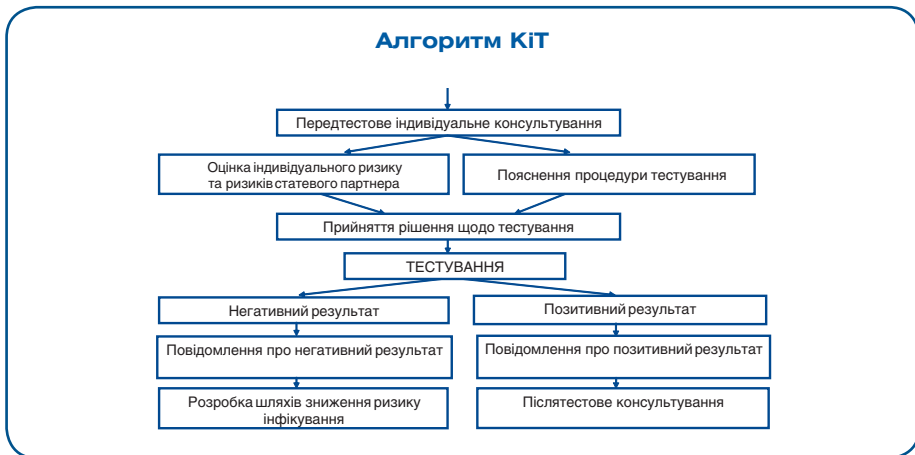 Алгоритм КіТ
Передтестове індивідуальне консультування
Оцінка індивідуального ризику
та ризиків статевого партнера
Пояснення процедури тестування
Прийняття рішення щодо тестування
ТЕСТУВАННЯ
Негативний результат
Позитивний результат
Повідомлення про негативний результат
Повідомлення про позитивний результат
Розробка шляхів зниження ризику
інфікування
Післятестове консультування